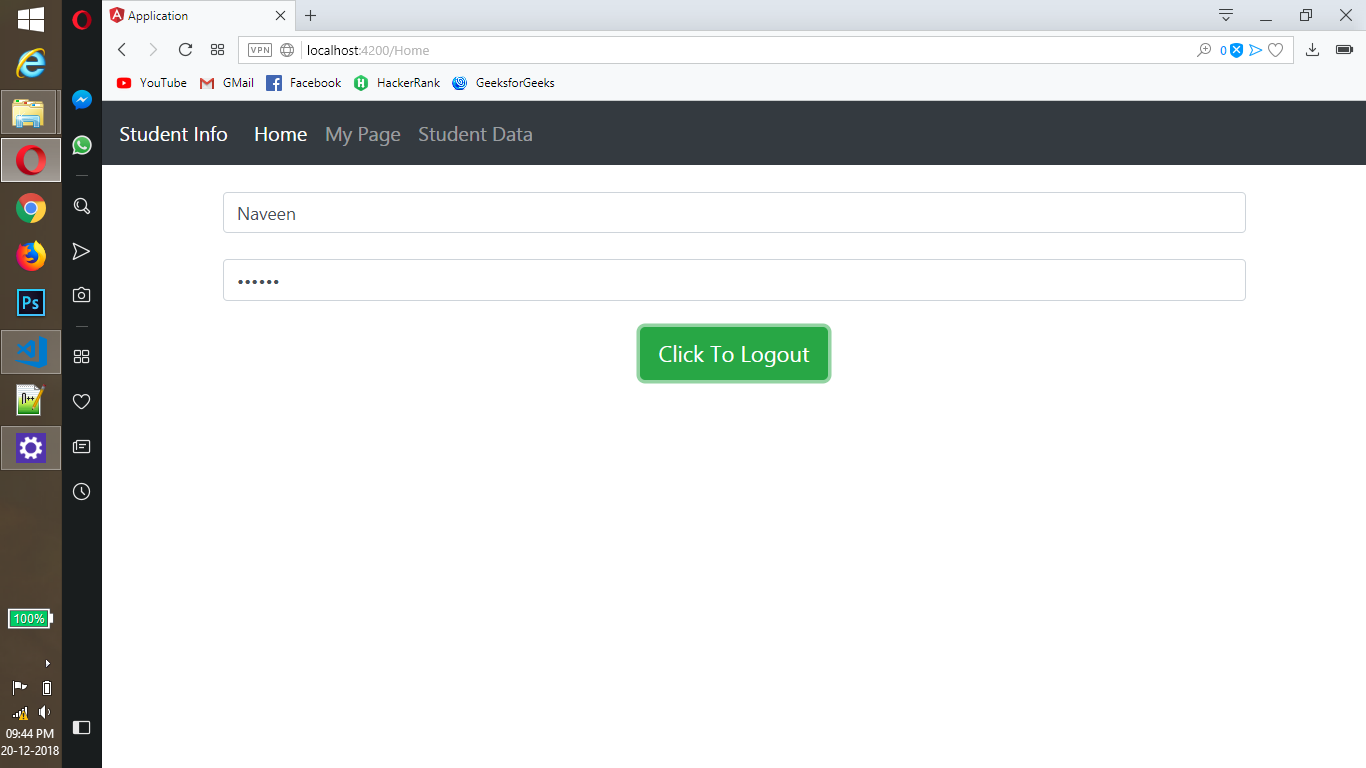 Application
VPN
localhost:4200/Home
0
YouTube
GMail
Facebook
HackerRank
GeeksforGeeks
Student Info
Home
My Page
Student Data
Naveen
••••••
Click To Logout
Ps
100%
09:44 PM
20-12-2018